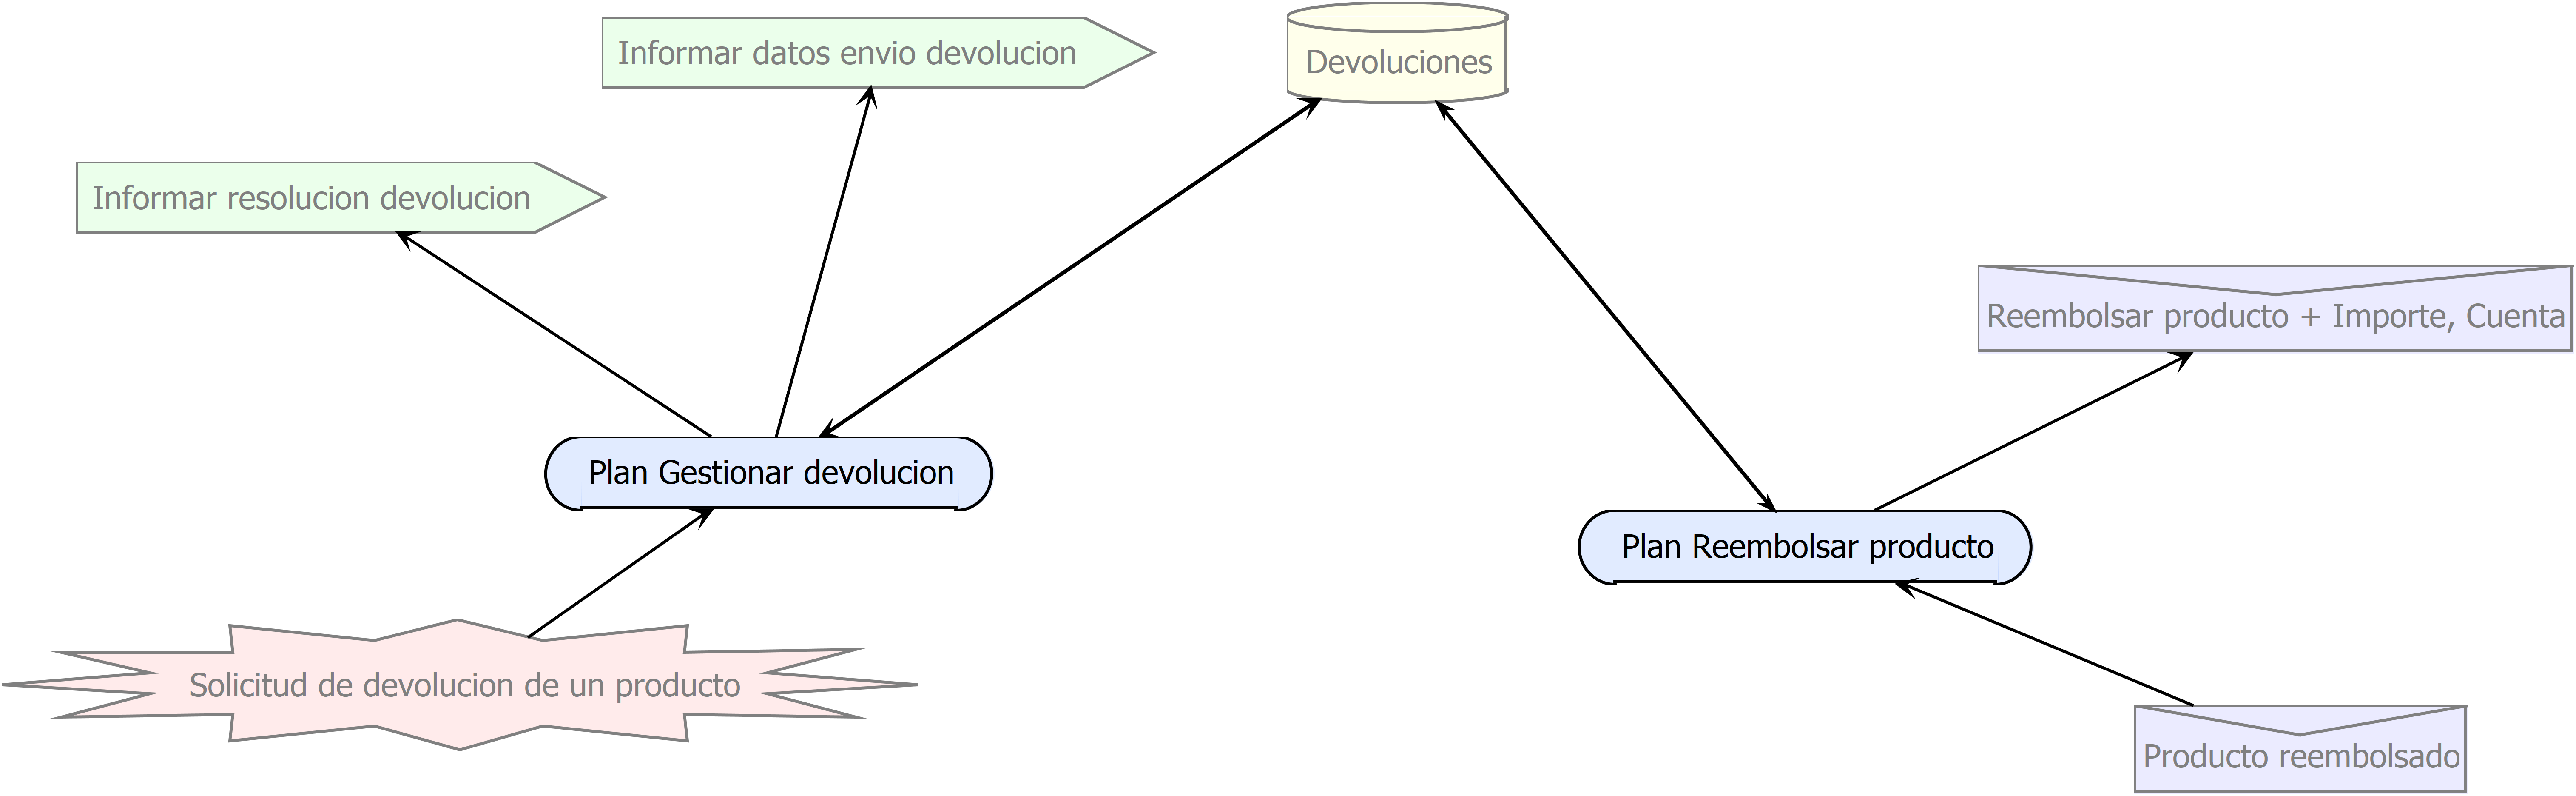 Informar datos envio devolucion
Devoluciones
Informar resolucion devolucion
Reembolsar producto + Importe, Cuenta
Plan Gestionar devolucion
Plan Reembolsar producto
Solicitud de devolucion de un producto
Producto reembolsado